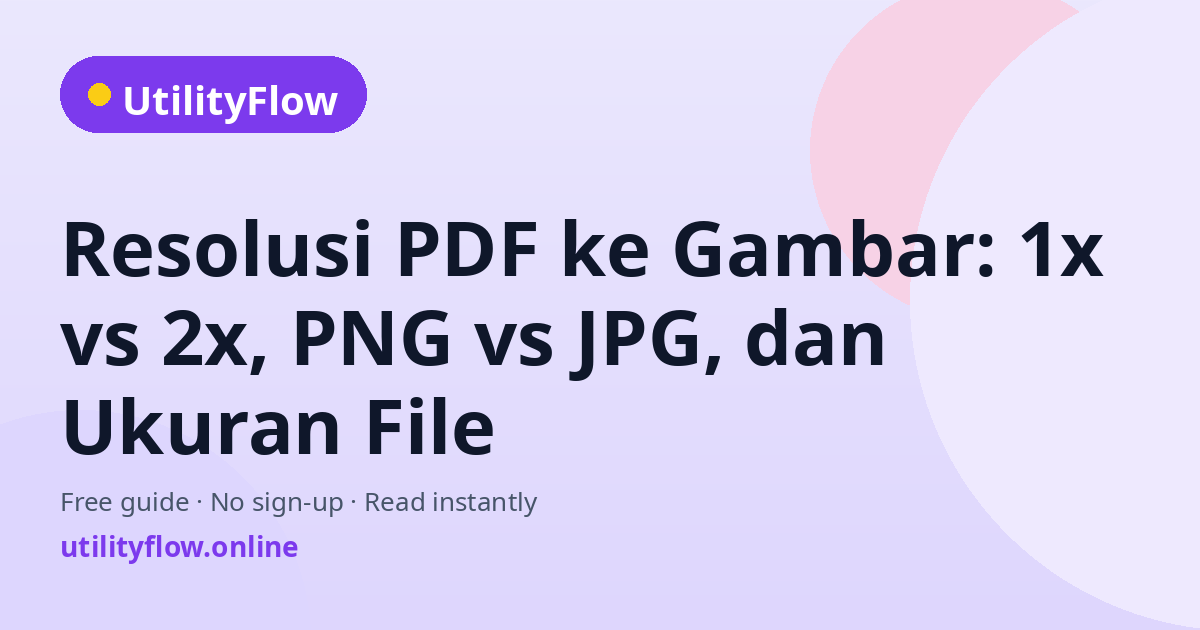 UtilityFlow
Resolusi PDF ke Gambar: 1x
vs 2x, PNG vs JPG, dan
Ukuran File
Free guide · No sign-up · Read instantly
utilityflow.online